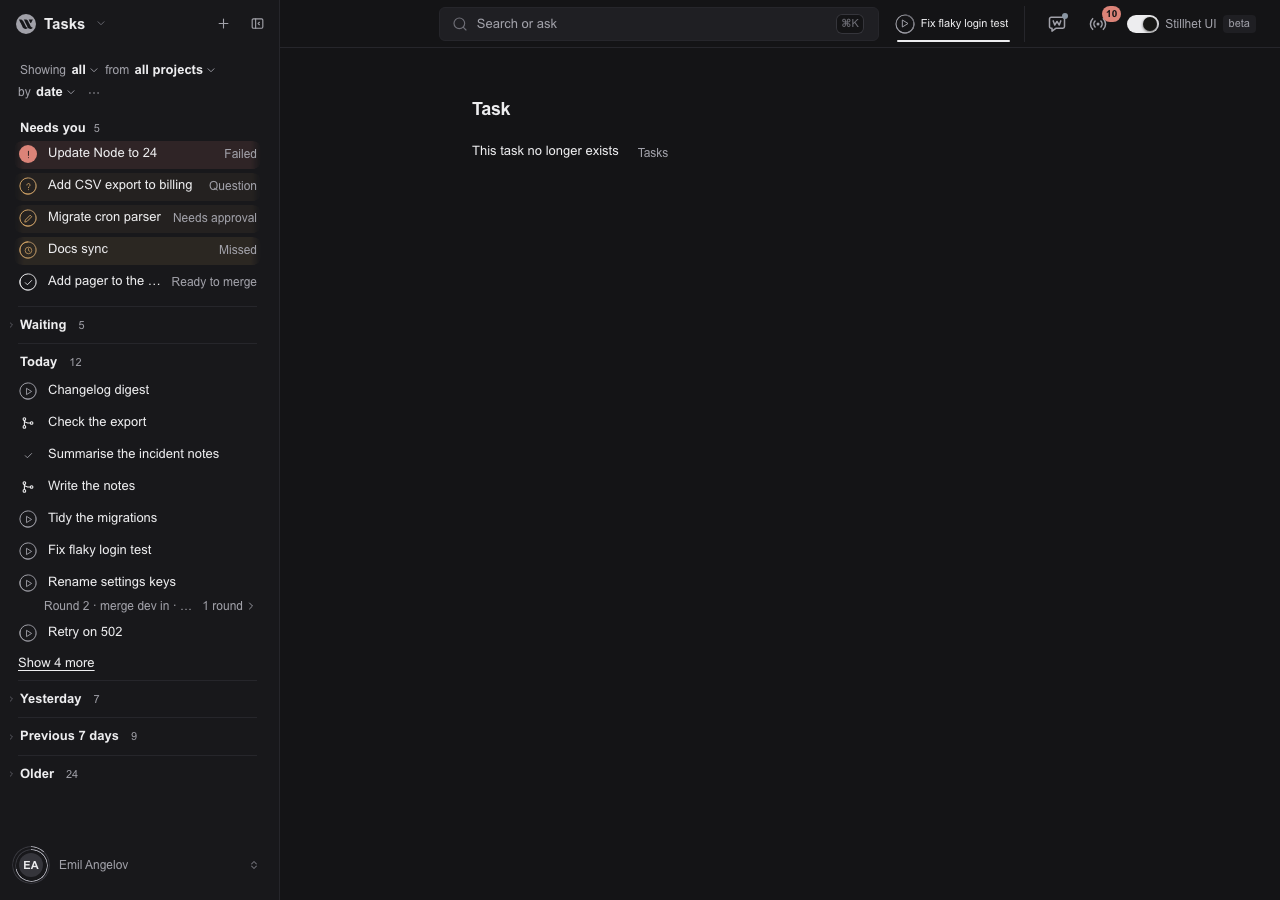 Tasks
Search or ask
⌘K
Fix flaky login test
10
Stillhet UI
beta
Showing all from all projects
by date ...
Needs you 5
Update Node to 24 Failed
Add CSV export to billing Question
Migrate cron parser Needs approval
Docs sync Missed
Add pager to the … Ready to merge
Waiting 5
Today 12
Changelog digest
Check the export
Summarise the incident notes
Write the notes
Tidy the migrations
Fix flaky login test
Rename settings keys
Round 2 · merge dev in · … 1 round
Retry on 502
Show 4 more
Yesterday 7
Previous 7 days 9
Older 24
EA Emil Angelov
Task
This task no longer exists Tasks